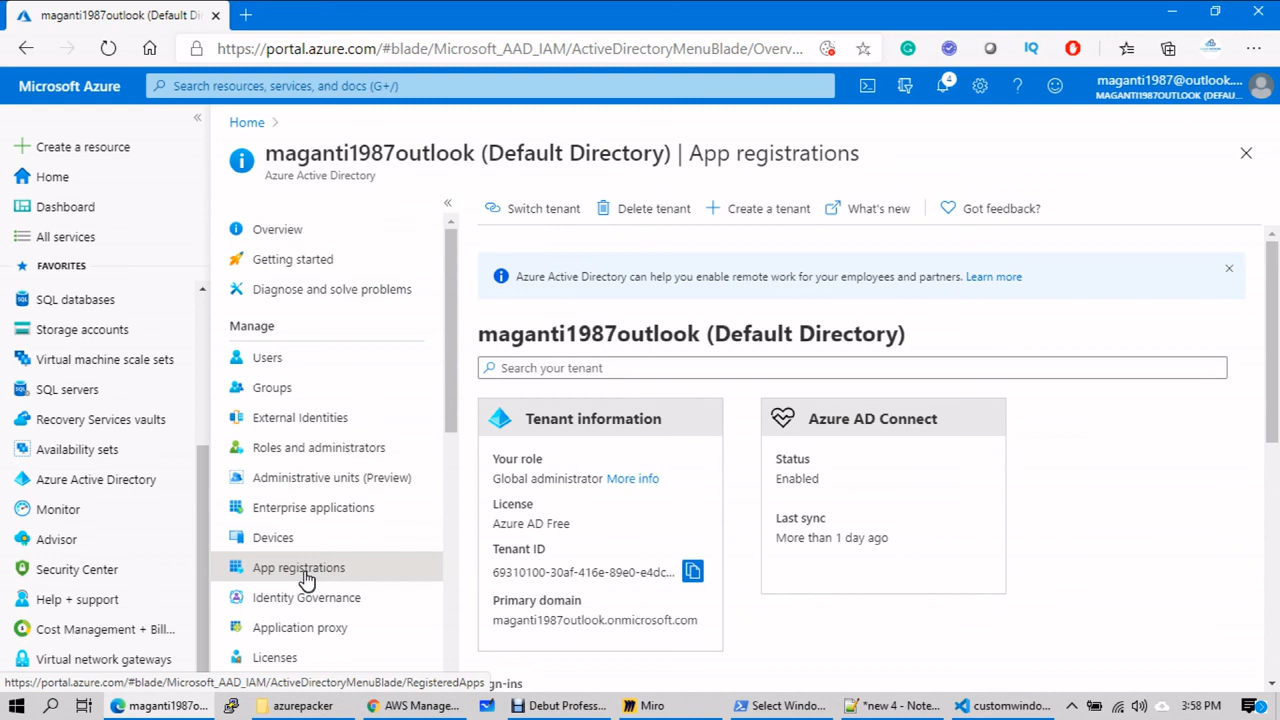 maganti1987outlook (Default Di
https://portal.azure.com/#blade/Microsoft_AAD_IAM/ActiveDirectoryMenuBlade/Overv...
IQ
Microsoft Azure
Search resources, services, and docs (G+/)
4
maganti1987@outlook....
MAGANTI1987OUTLOOK (DEFAU...
Create a resource
Home
Dashboard
All services
FAVORITES
SQL databases
Storage accounts
Virtual machine scale sets
SQL servers
Recovery Services vaults
Availability sets
Azure Active Directory
Monitor
Advisor
Security Center
Help + support
Cost Management + Bill...
Virtual network gateways
Home >
maganti1987outlook (Default Directory) | App registrations
Azure Active Directory
Overview
Getting started
Diagnose and solve problems
Manage
Users
Groups
External Identities
Roles and administrators
Administrative units (Preview)
Enterprise applications
Devices
App registrations
Identity Governance
Application proxy
Licenses
Switch tenant
Delete tenant
Create a tenant
What's new
Got feedback?
Azure Active Directory can help you enable remote work for your employees and partners. Learn more
maganti1987outlook (Default Directory)
Search your tenant
Tenant information
Your role
Global administrator More info
License
Azure AD Free
Tenant ID
69310100-30af-416e-89e0-e4dc...
Primary domain
maganti1987outlook.onmicrosoft.com
Azure AD Connect
Status
Enabled
Last sync
More than 1 day ago
https://portal.azure.com/#blade/Microsoft_AAD_IAM/ActiveDirectoryMenuBlade/RegisteredApps
gn-ins
maganti1987o...
azurepacker
AWS Manage...
Debut Profess...
Miro
Select Windo...
*new 4 - Note...
customwindo...
3:58 PM